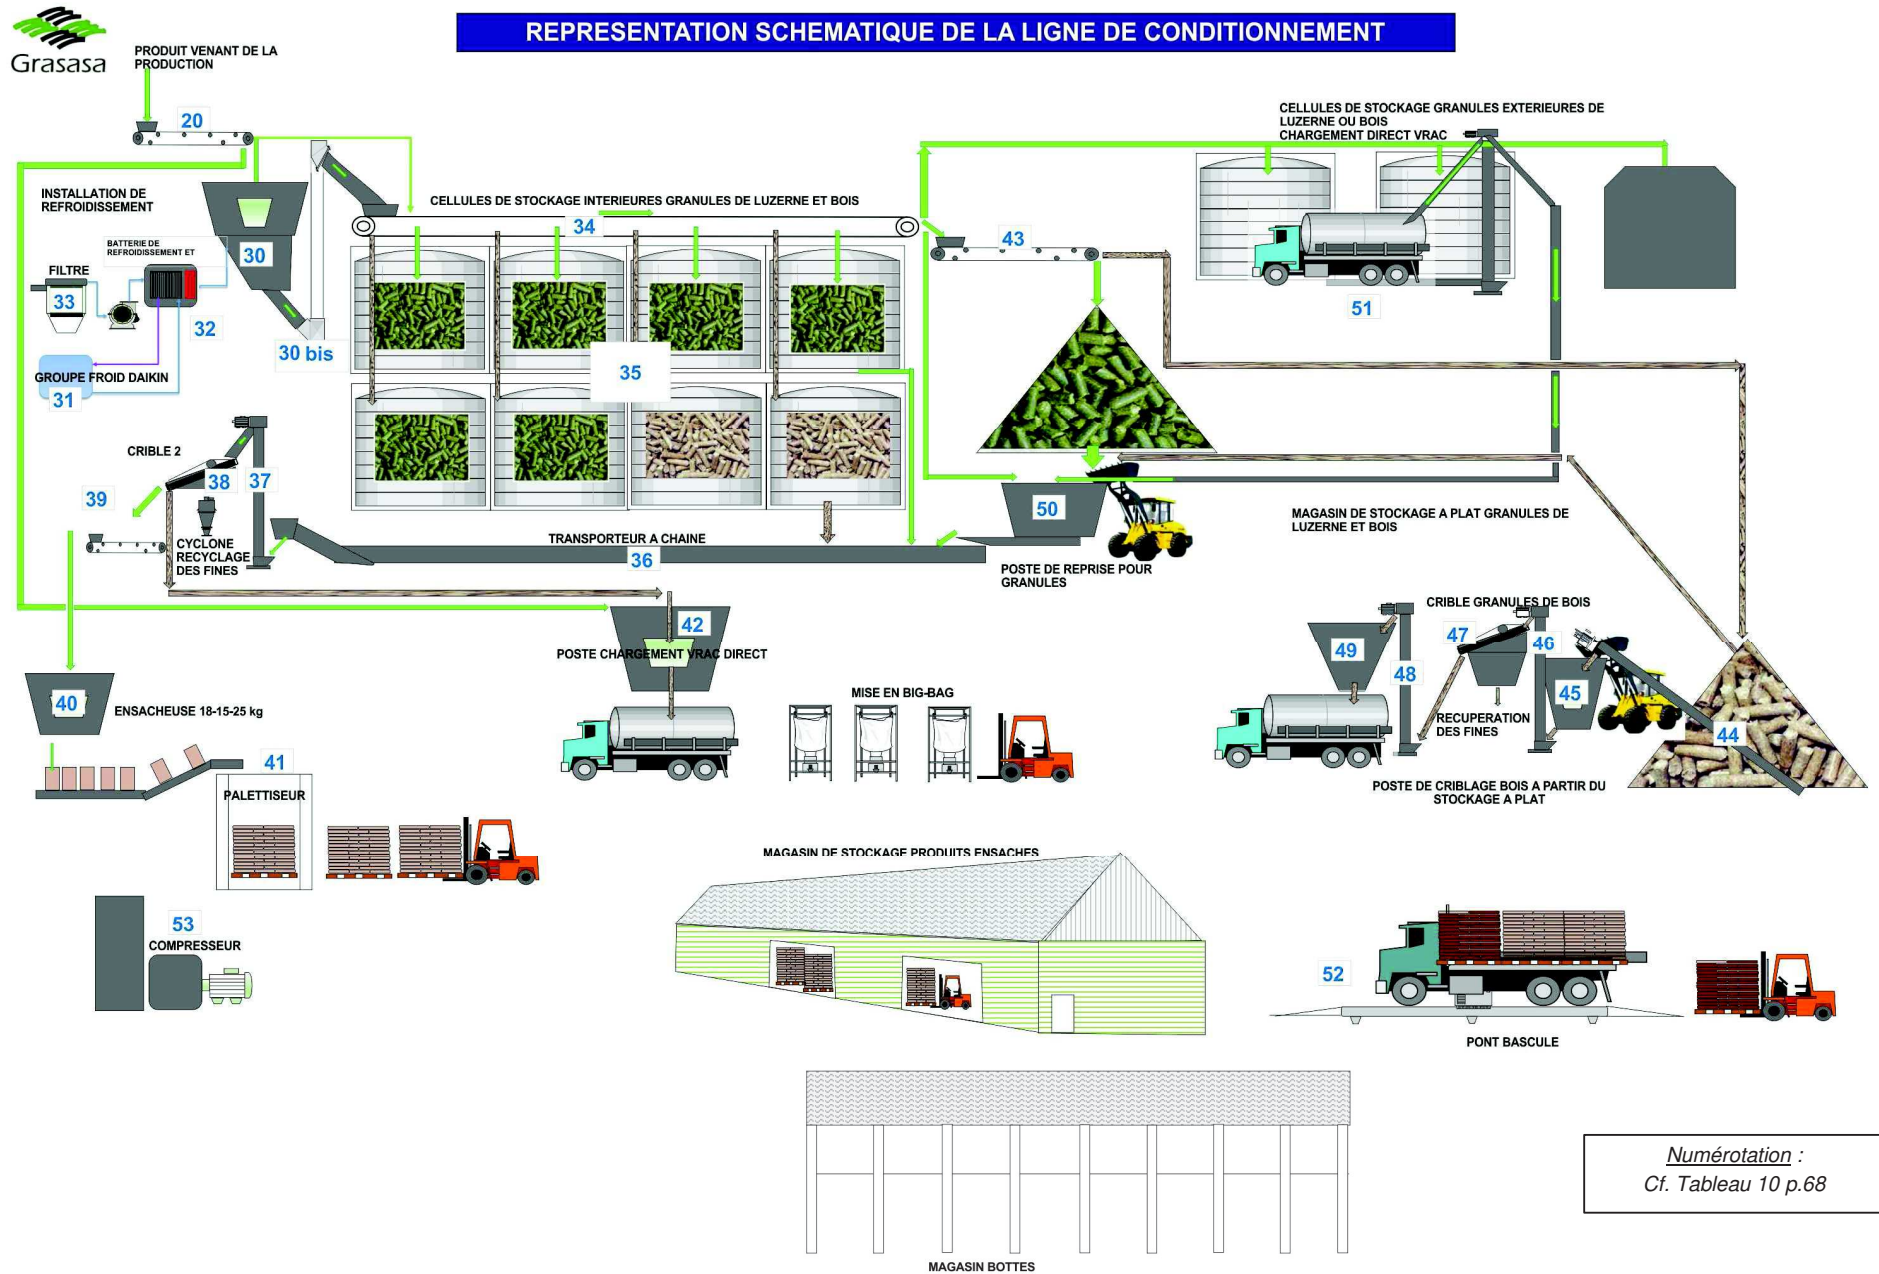 REPRESENTATION SCHEMATIQUE DE LA LIGNE DE CONDITIONNEMENT
Grasasa
PRODUIT VENANT DE LA
PRODUCTION
20
INSTALLATION DE
REFROIDISSEMENT
BATTERIE DE
REFROIDISSEMENT ET
FILTRE
33
32
30
30 bis
GROUPE FROID DAIKIN
31
CELLULES DE STOCKAGE INTERIEURES GRANULES DE LUZERNE ET BOIS
34
35
43
CELLULES DE STOCKAGE GRANULES EXTERIEURES DE
LUZERNE OU BOIS
CHARGEMENT DIRECT VRAC
51
CRIBLE 2
37
38
39
CYCLONE
RECYCLAGE
DES FINES
TRANSPORTEUR A CHAINE
36
50
POSTE DE REPRISE POUR
GRANULES
MAGASIN DE STOCKAGE A PLAT GRANULES DE
LUZERNE ET BOIS
42
POSTE CHARGEMENT VRAC DIRECT
40
ENSACHEUSE 18-15-25 kg
41
PALETTISEUR
MISE EN BIG-BAG
CRIBLE GRANULES DE BOIS
49
48
47
46
45
44
RECUPERATION
DES FINES
POSTE DE CRIBLAGE BOIS A PARTIR DU
STOCKAGE A PLAT
MAGASIN DE STOCKAGE PRODUITS ENSACHES
53
COMPRESSEUR
52
PONT BASCULE
MAGASIN BOTTES
Numérotation :
Cf. Tableau 10 p.68